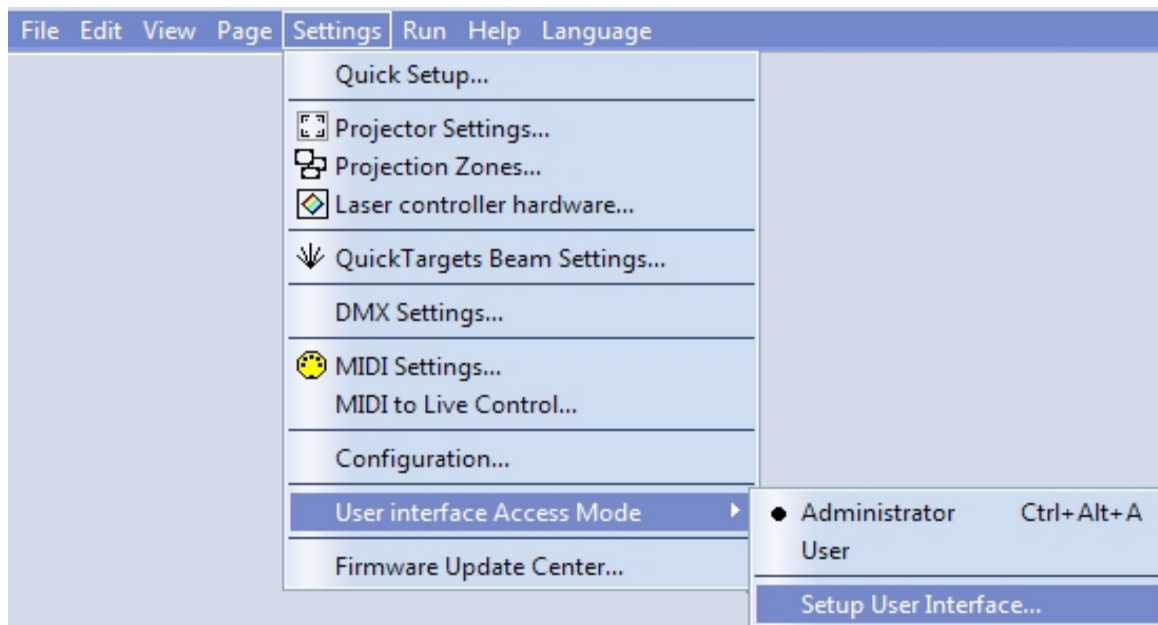 File Edit View Page Settings Run Help Language
Quick Setup...
Projector Settings...
Projection Zones...
Laser controller hardware...
QuickTargets Beam Settings...
DMX Settings...
MIDI Settings...
MIDI to Live Control...
Configuration...
User interface Access Mode
Administrator Ctrl+Alt+A
User
Firmware Update Center...
Setup User Interface...